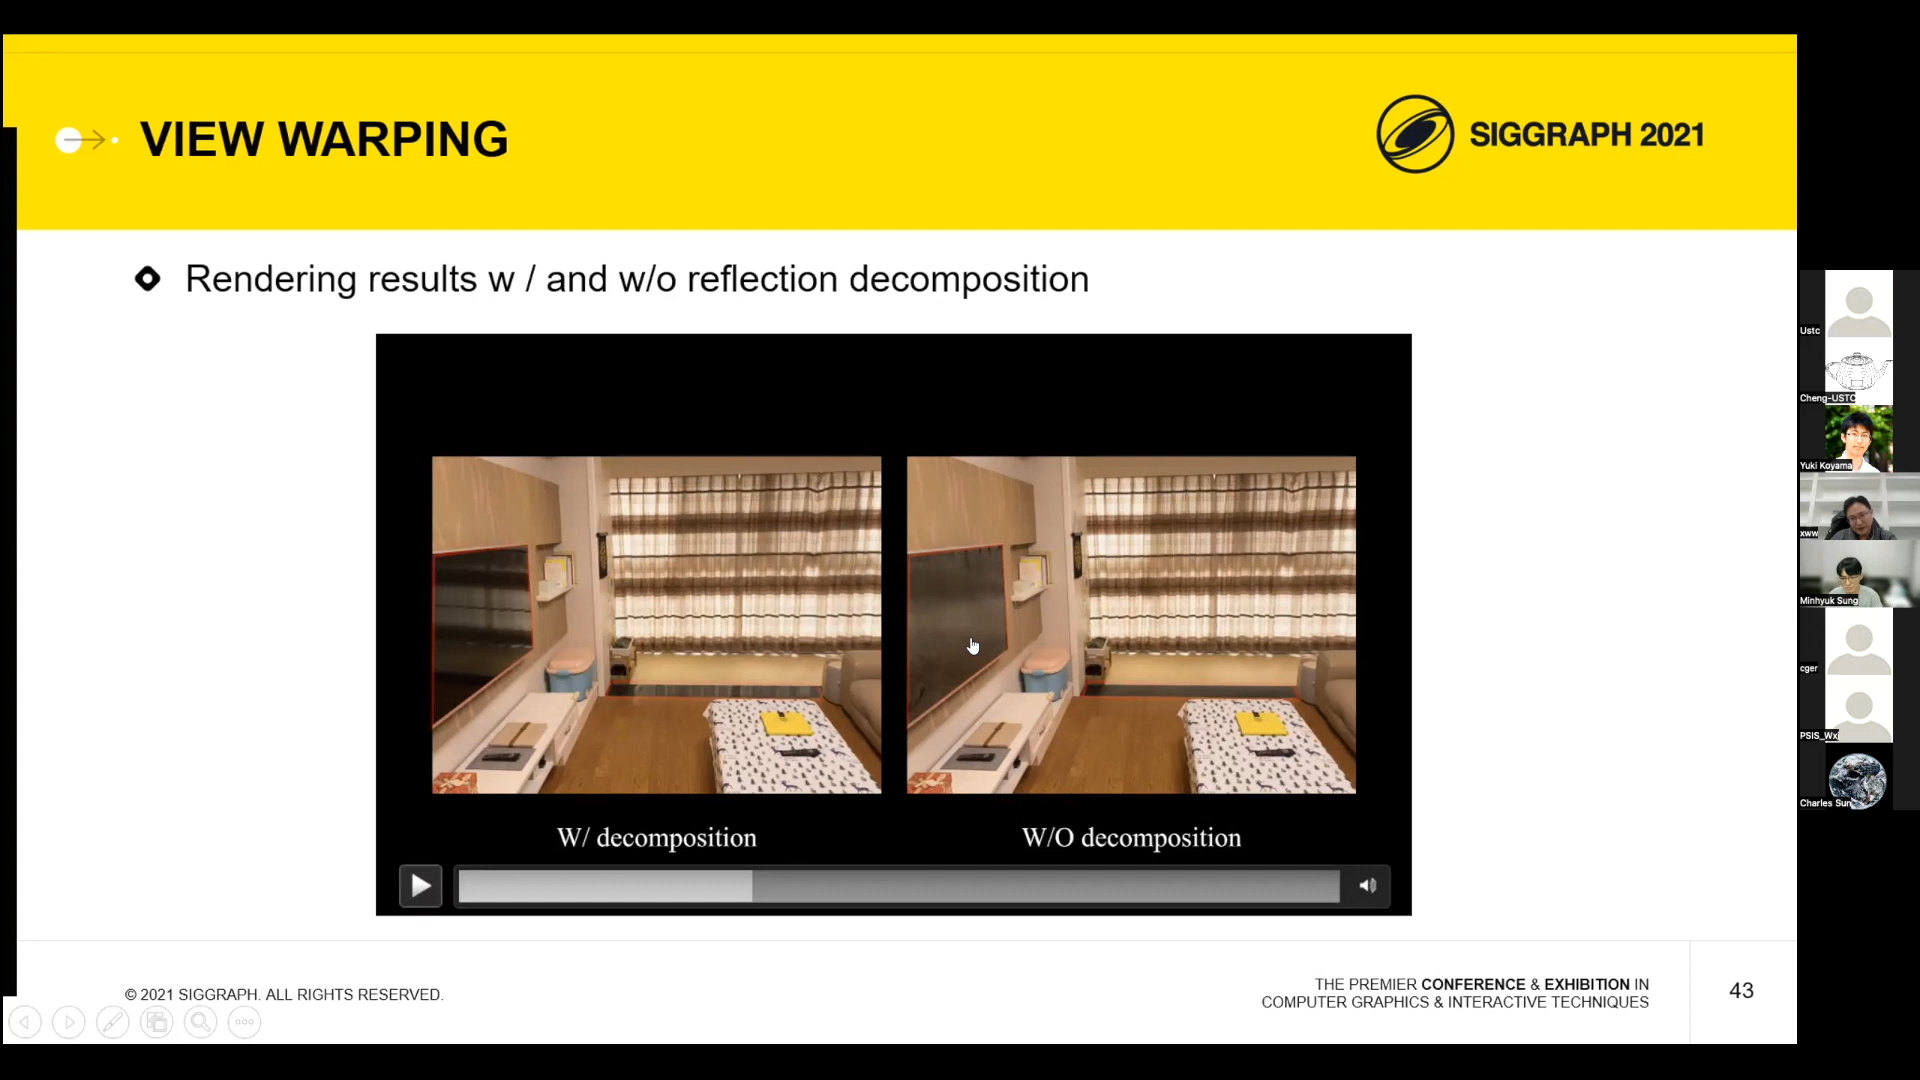 VIEW WARPING
SIGGRAPH 2021
Rendering results w / and w/o reflection decomposition
W/ decomposition
W/O decomposition
© 2021 SIGGRAPH. ALL RIGHTS RESERVED.
THE PREMIER CONFERENCE & EXHIBITION IN
COMPUTER GRAPHICS & INTERACTIVE TECHNIQUES
43
Ustc
Cheng-USTC
Yuki Koyama
xww
Minhyuk Sung
cger
PSIS_Wxj
Charles Sun